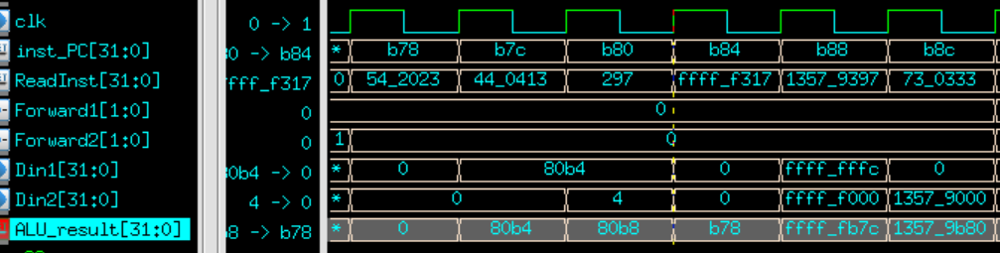 clk 0 -> 1
inst_PC[31:0] 80 -> b84 * b78 b7c b80 b84 b88 b8c
ReadInst[31:0] fff_f317 0 54_2023 44_0413 297 ffff_f317 1357_9397 73_0333
Forward1[1:0] 0 0
Forward2[1:0] 0 1 0
Din1[31:0] 80b4 -> 0 * 0 80b4 0 ffff_fffc 0
Din2[31:0] 4 -> 0 * 0 4 0 ffff_f000 1357_9000
ALU_result[31:0] b8 -> b78 * 0 80b4 80b8 b78 ffff_fb7c 1357_9b80